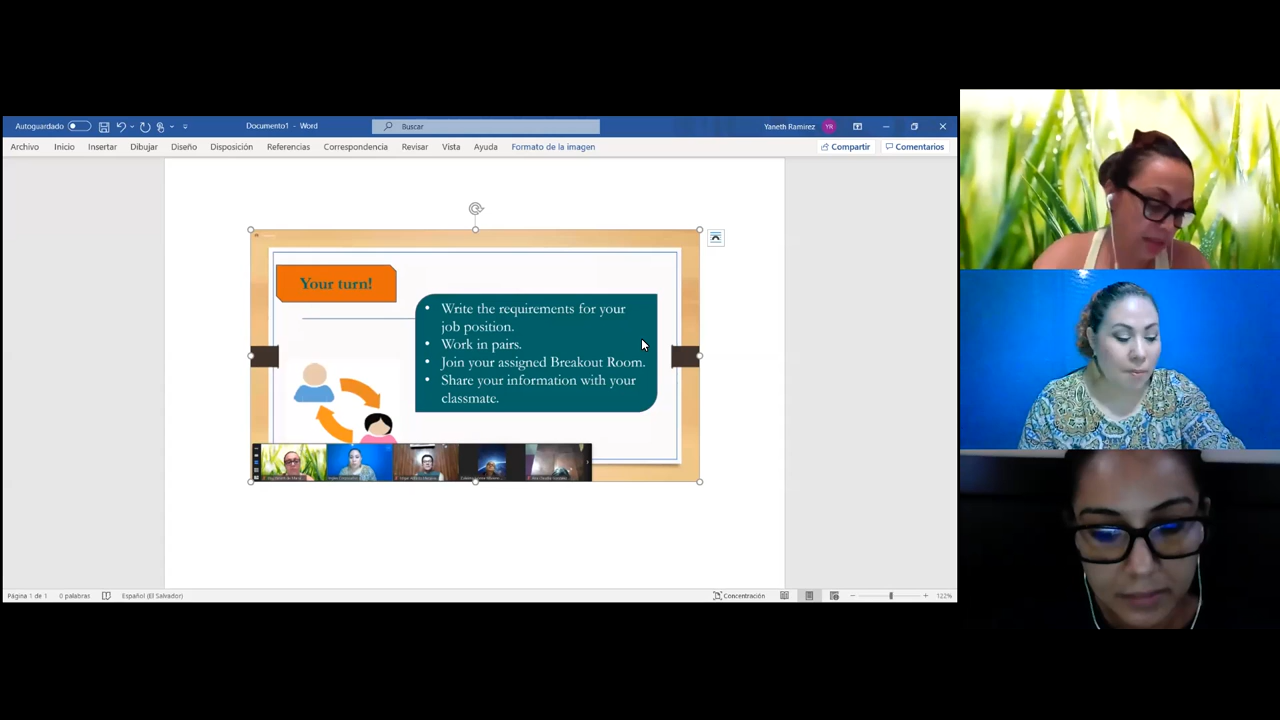 Autoguardado
Documento1 - Word
Buscar
Yaneth Ramirez
YR
Archivo
Inicio
Insertar
Dibujar
Diseño
Disposición
Referencias
Correspondencia
Revisar
Vista
Ayuda
Formato de la imagen
Compartir
Comentarios
Your turn!
• Write the requirements for your
job position.
• Work in pairs.
• Join your assigned Breakout Room.
• Share your information with your
classmate.
Página 1 de 1
0 palabras
Español (El Salvador)
Concentración
122%